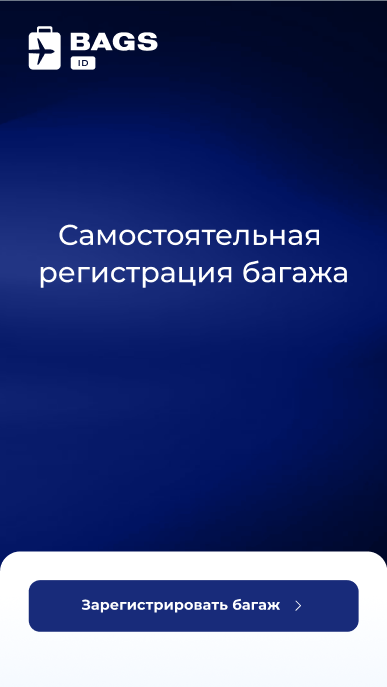 BAGS
ID
Самостоятельная
регистрация багажа
Зарегистрировать багаж